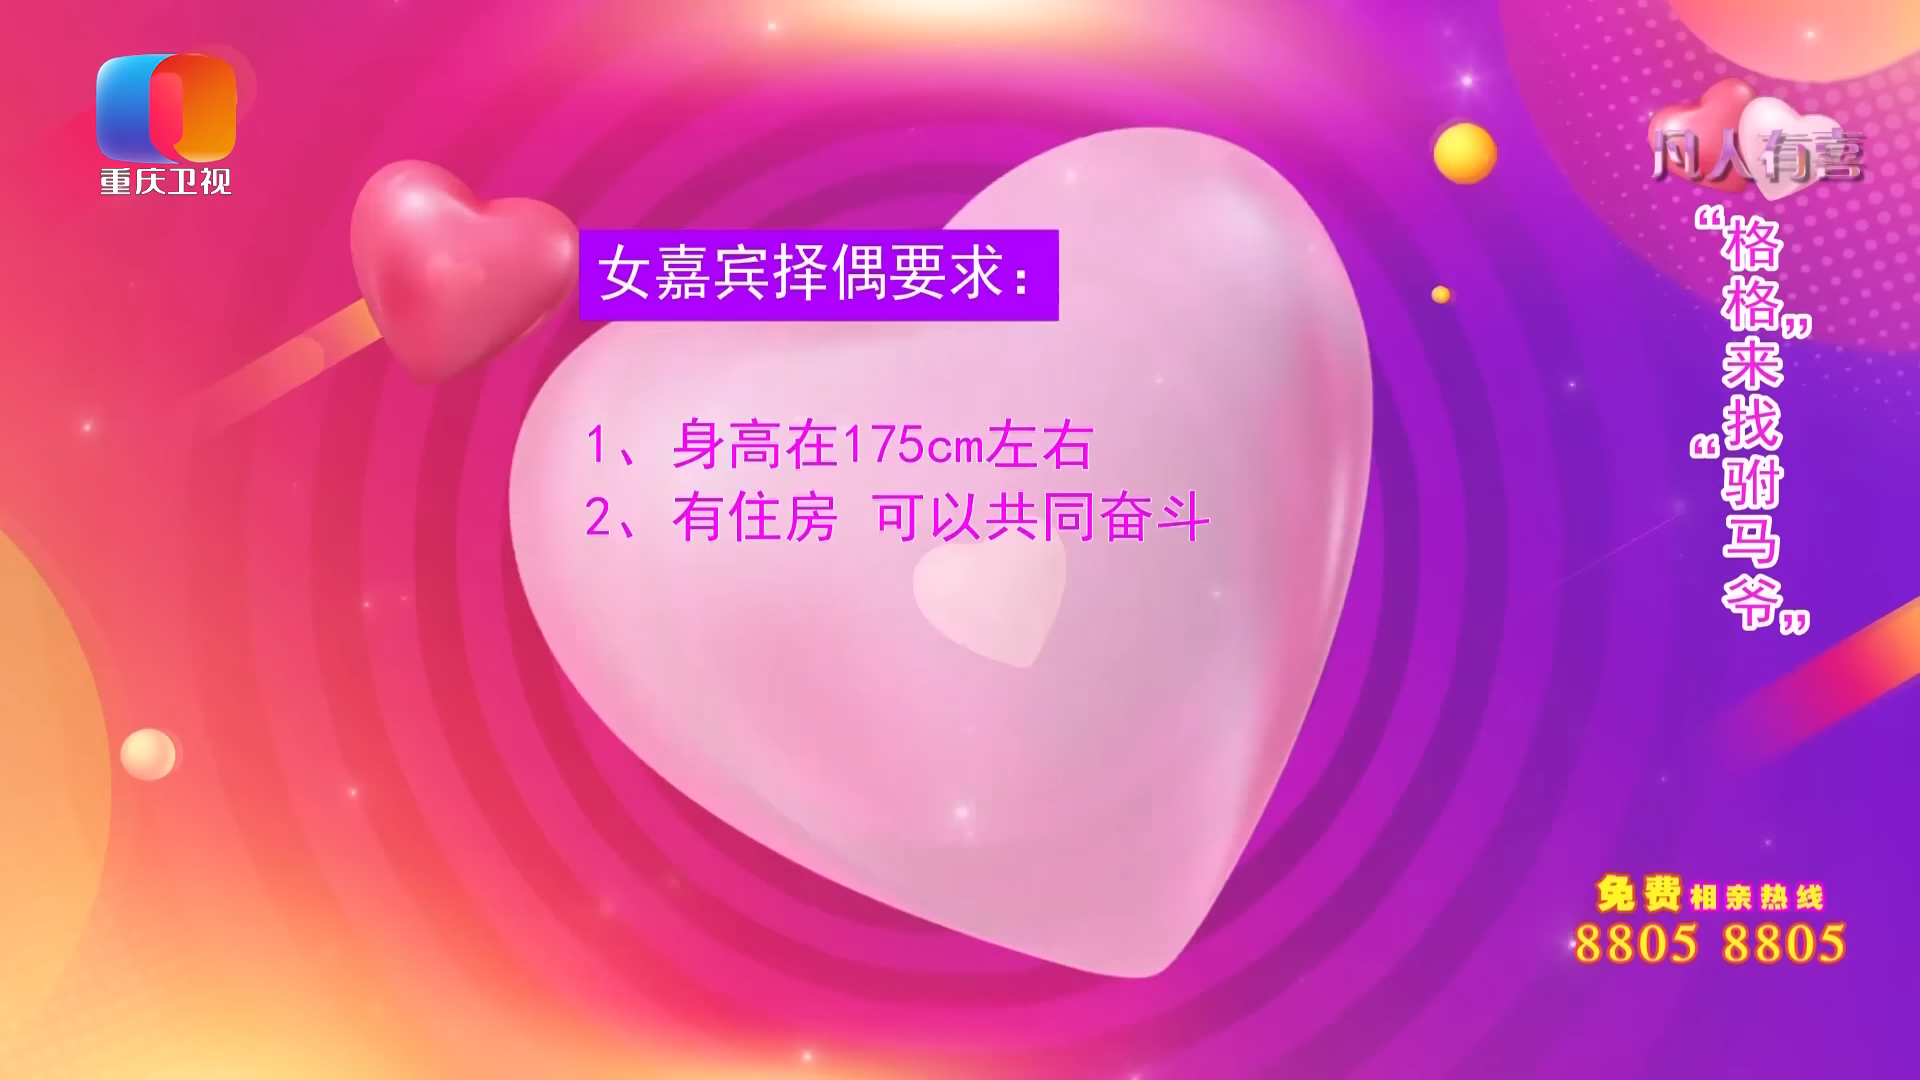 重庆卫视
凡人有喜
女嘉宾择偶要求：
1、身高在175cm左右
2、有住房 可以共同奋斗
“格格”来找“驸马爷”
免费相亲热线
8805 8805